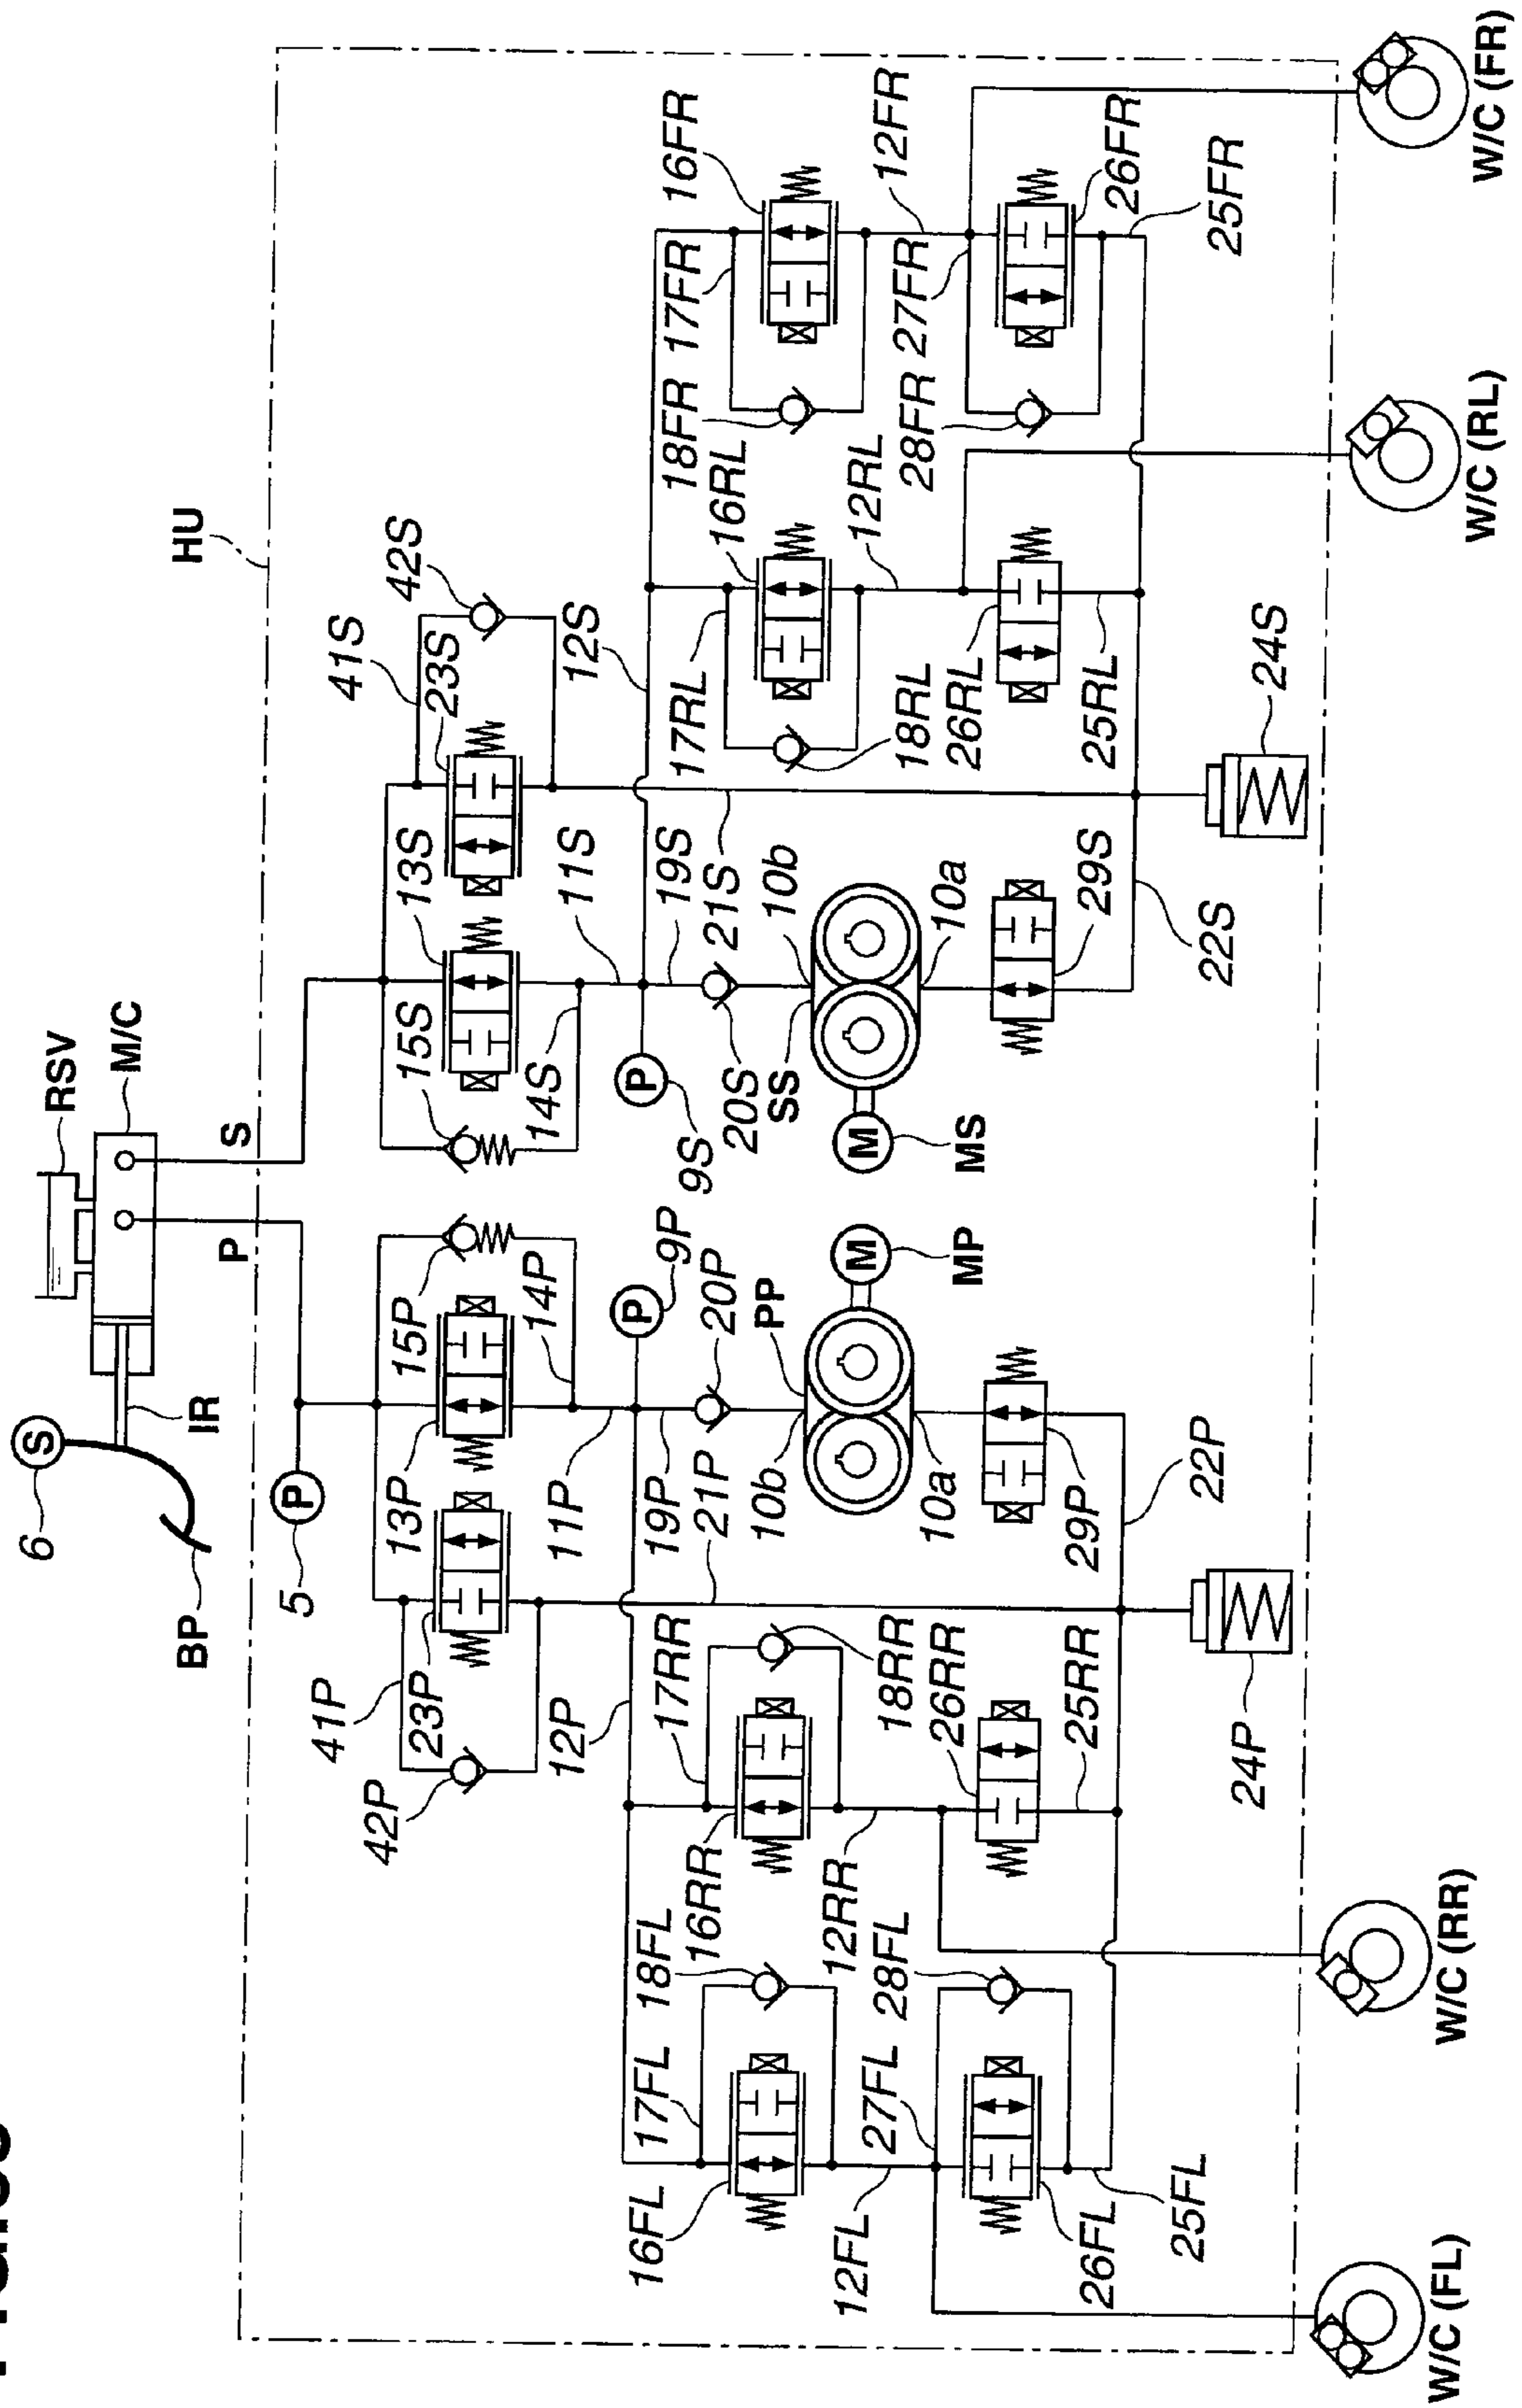 6
S
BP
IR
RSV
M/C
5
P
P
S
HU
41P
42P
23P
13P
15P
14P
11P
12P
9P
19P
20P
21P
PP
10b
10a
M
MP
29P
22P
24P
15S
13S
23S
41S
42S
14S
11S
12S
P
9S
P
19S
20S
21S
SS
10b
10a
M
MS
29S
22S
24S
16FL
17FL
18FL
16RR
17RR
18RR
12FL
27FL
28FL
12RR
26RR
25RR
26FL
25FL
17RL
16RL
18FR
17FR
16FR
18RL
12RL
28FR
27FR
12FR
26RL
25RL
26FR
25FR
W/C (FL)
W/C (RR)
W/C (RL)
W/C (FR)